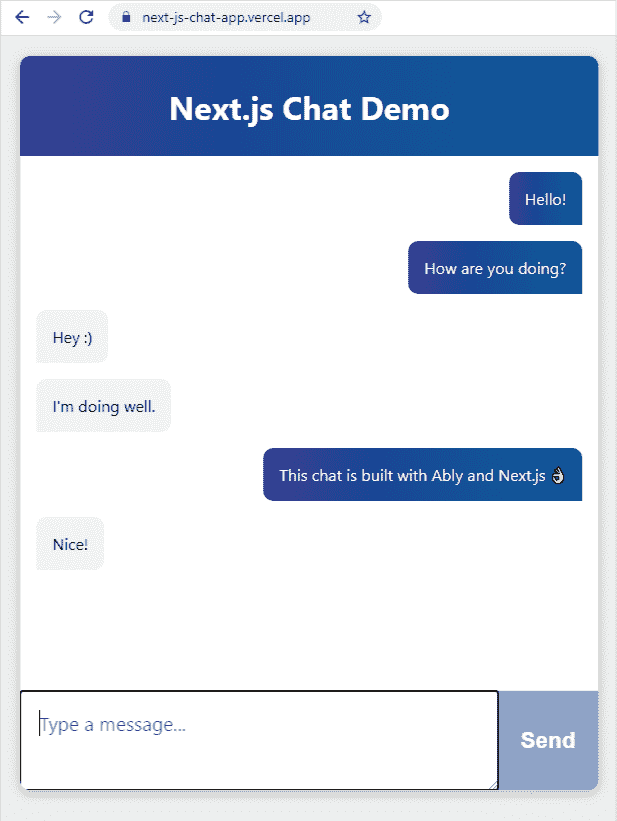 next-js-chat-app.vercel.app
Next.js Chat Demo
Hello!
How are you doing?
Hey :)
I'm doing well.
This chat is built with Ably and Next.js 👌
Nice!
Type a message...
Send